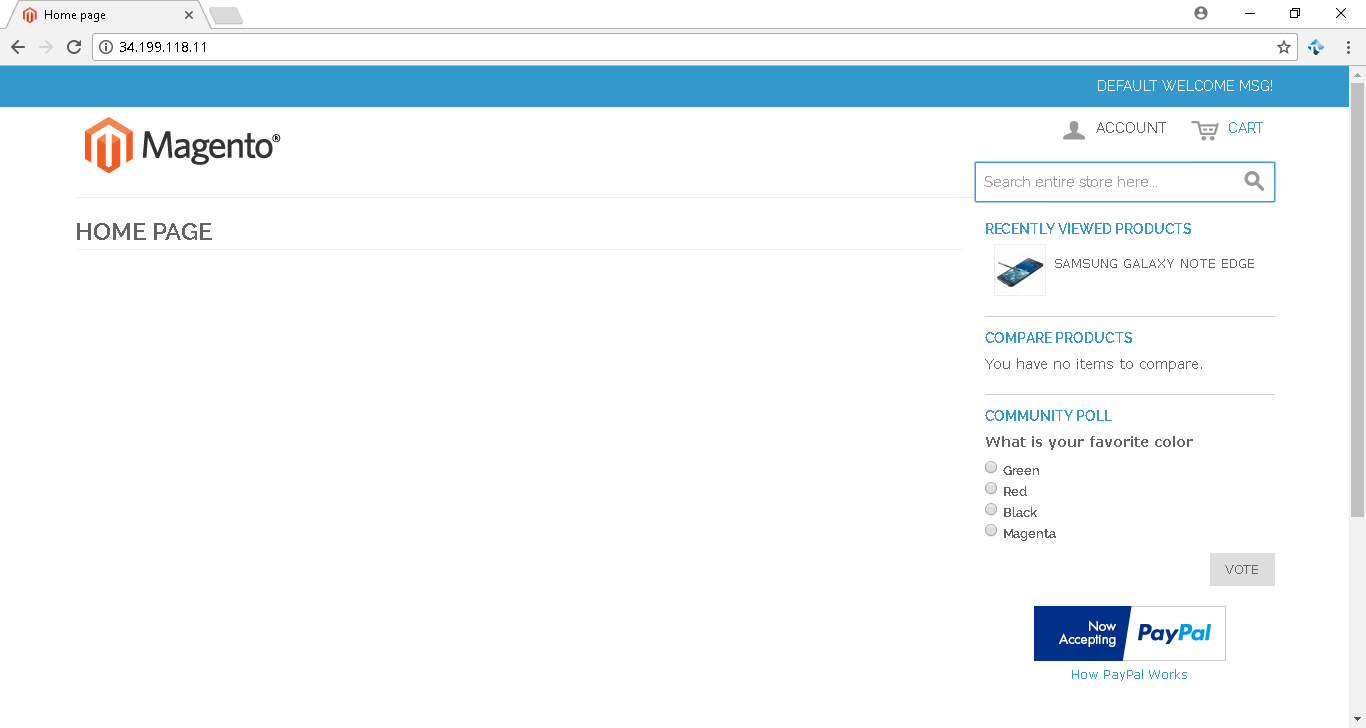 Home page
34.199.118.11
DEFAULT WELCOME MSG!
Magento®
ACCOUNT
CART
Search entire store here...
HOME PAGE
RECENTLY VIEWED PRODUCTS
SAMSUNG GALAXY NOTE EDGE
COMPARE PRODUCTS
You have no items to compare.
COMMUNITY POLL
What is your favorite color
Green
Red
Black
Magenta
VOTE
Now
Accepting
PayPal
How PayPal Works